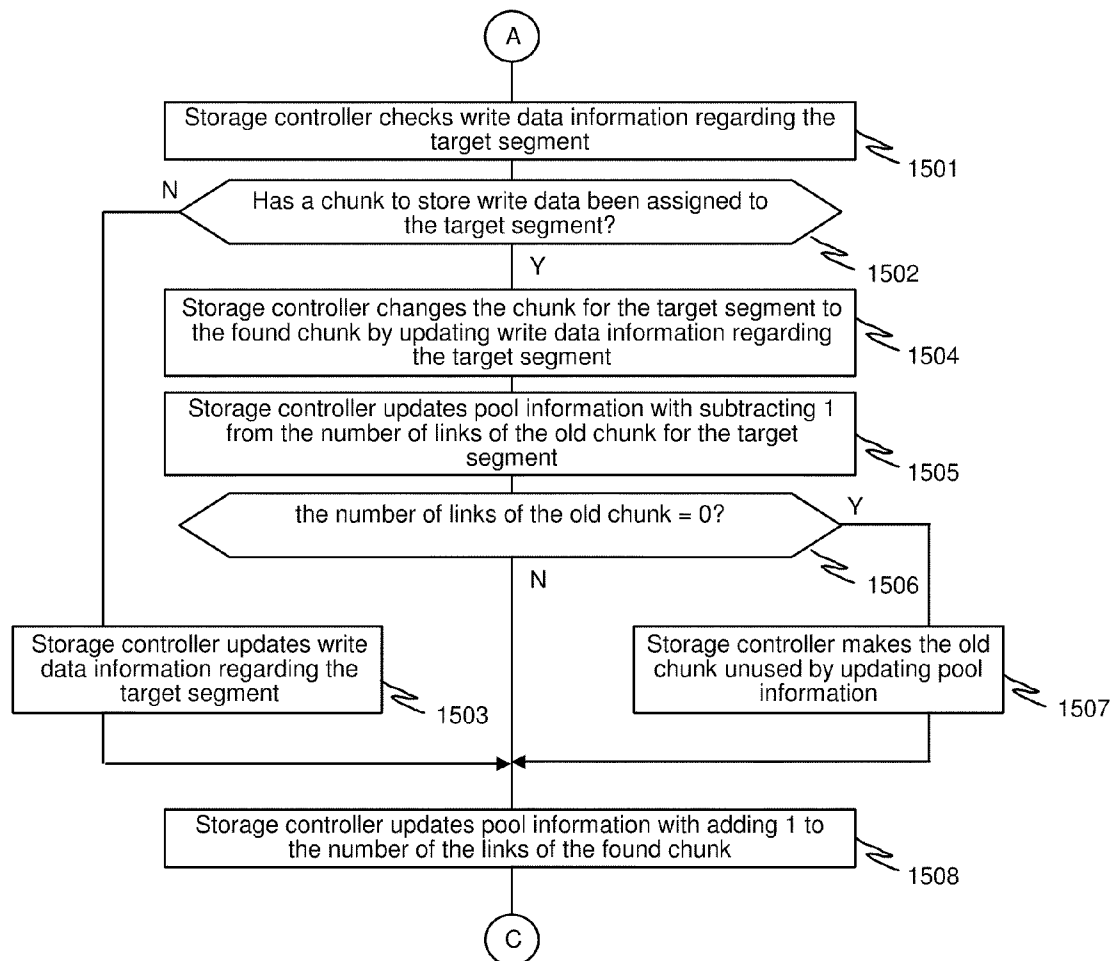 A
Storage controller checks write data information regarding the
target segment
1501
N
Has a chunk to store write data been assigned to
the target segment?
1502
Y
Storage controller changes the chunk for the target segment to
the found chunk by updating write data information regarding
the target segment
1504
Storage controller updates pool information with subtracting 1
from the number of links of the old chunk for the target
segment
1505
the number of links of the old chunk = 0?
Y
1506
N
Storage controller updates write
data information regarding the
target segment
1503
Storage controller makes the old
chunk unused by updating pool
information
1507
Storage controller updates pool information with adding 1 to
the number of the links of the found chunk
1508
C